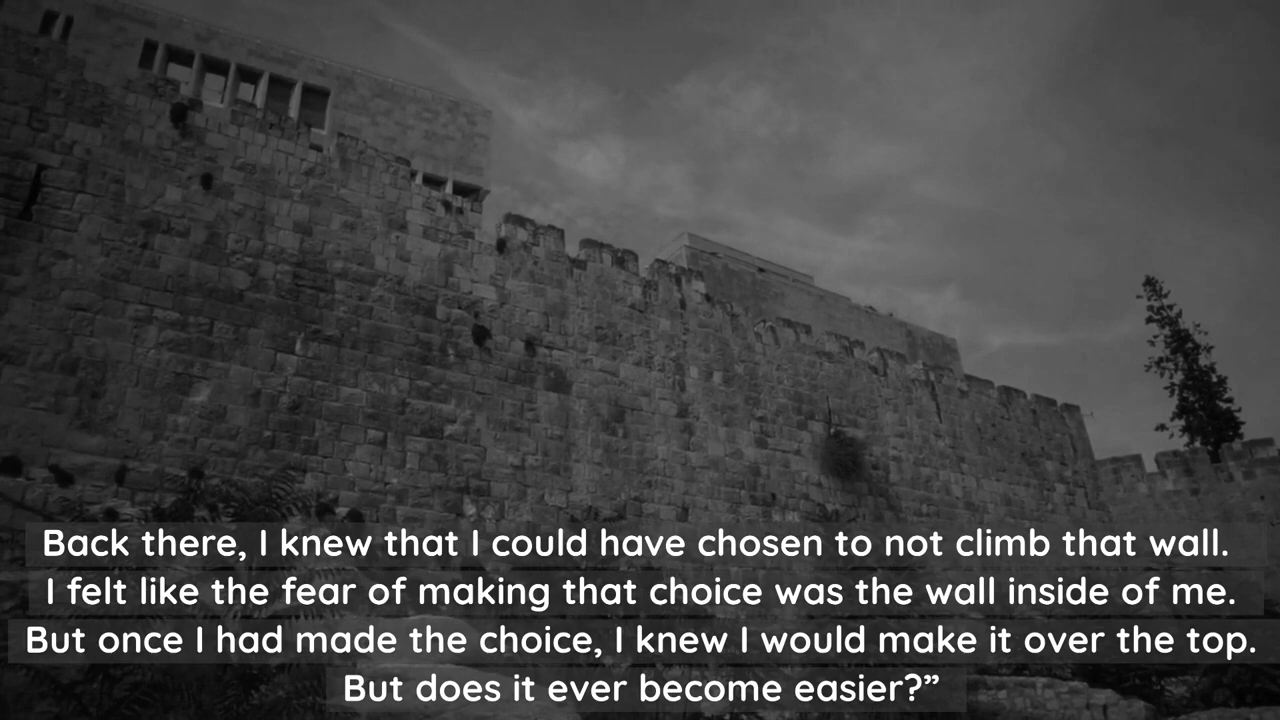 Back there, I knew that I could have chosen to not climb that wall.
I felt like the fear of making that choice was the wall inside of me.
But once I had made the choice, I knew I would make it over the top.
But does it ever become easier?”